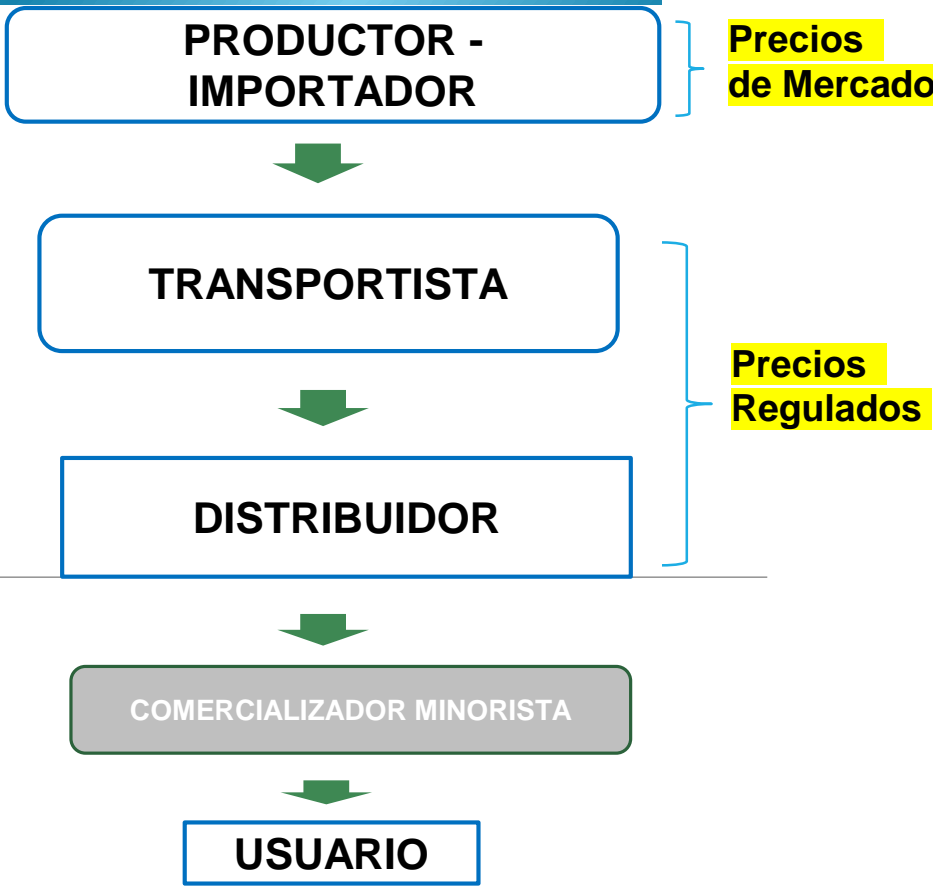 PRODUCTOR -
IMPORTADOR
Precios
de Mercado
TRANSPORTISTA
Precios
Regulados
DISTRIBUIDOR
COMERCIALIZADOR MINORISTA
USUARIO